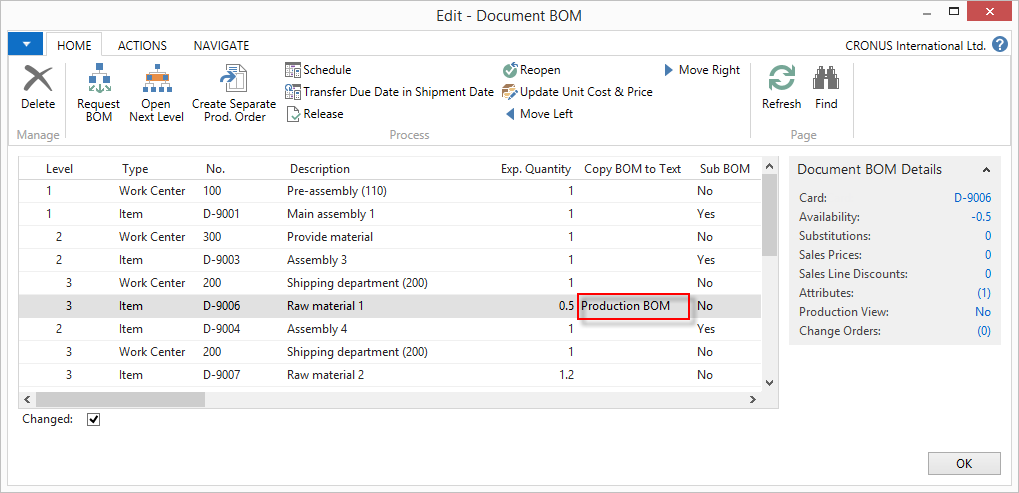 Edit - Document BOM
HOME ACTIONS NAVIGATE CRONUS International Ltd. ?
Delete
Request BOM
Open Next Level
Create Separate Prod. Order
Schedule
Transfer Due Date in Shipment Date
Release
Reopen
Update Unit Cost & Price
Move Left
Move Right
Refresh
Find
Manage Process Page
Level Type No. Description Exp. Quantity Copy BOM to Text Sub BOM
1 Work Center 100 Pre-assembly (110) 1 No
1 Item D-9001 Main assembly 1 1 Yes
2 Work Center 300 Provide material 1 No
2 Item D-9003 Assembly 3 1 Yes
3 Work Center 200 Shipping department (200) 1 No
3 Item D-9006 Raw material 1 0.5 Production BOM No
2 Item D-9004 Assembly 4 1 Yes
3 Work Center 200 Shipping department (200) 1 No
3 Item D-9007 Raw material 2 1.2 No
Changed:
Document BOM Details
Card: D-9006
Availability: -0.5
Substitutions: 0
Sales Prices: 0
Sales Line Discounts: 0
Attributes: (1)
Production View: No
Change Orders: (0)
OK